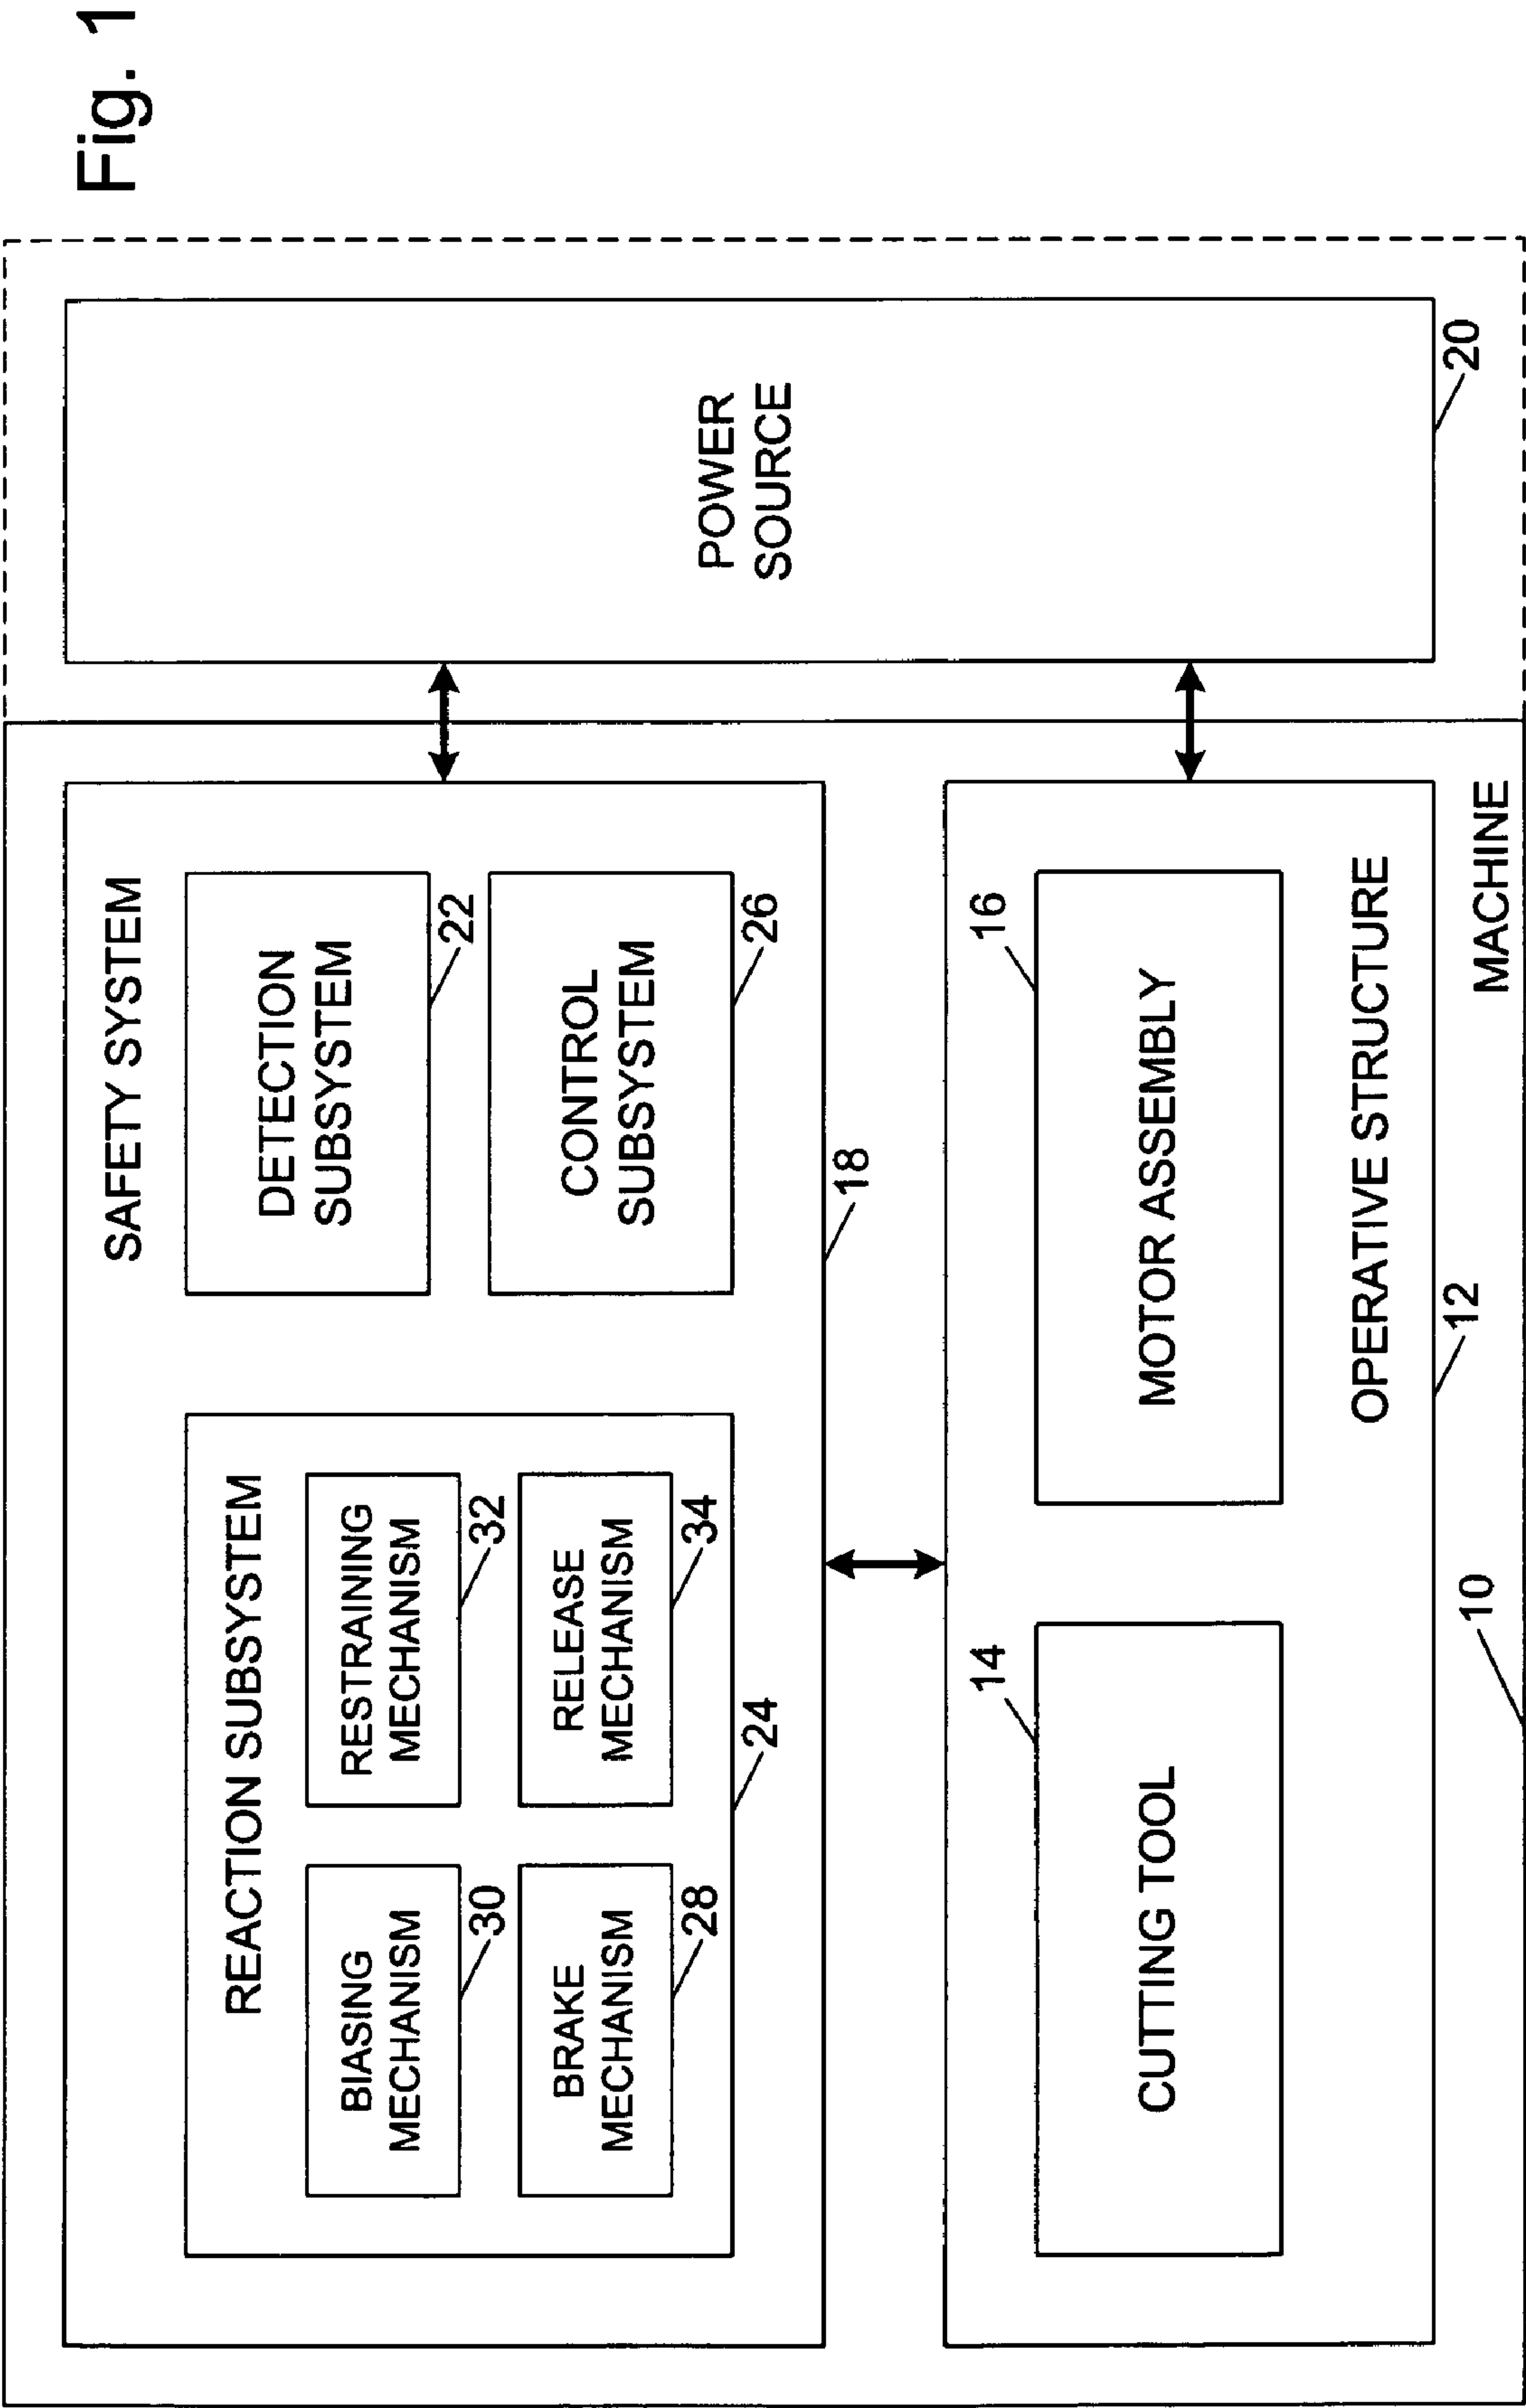 Fig. 1
SAFETY SYSTEM
REACTION SUBSYSTEM
BIASING
MECHANISM
30
RESTRAINING
MECHANISM
32
BRAKE
MECHANISM
28
RELEASE
MECHANISM
34
24
DETECTION
SUBSYSTEM
22
CONTROL
SUBSYSTEM
26
18
POWER
SOURCE
20
14
CUTTING TOOL
16
MOTOR ASSEMBLY
OPERATIVE STRUCTURE
12
MACHINE
10